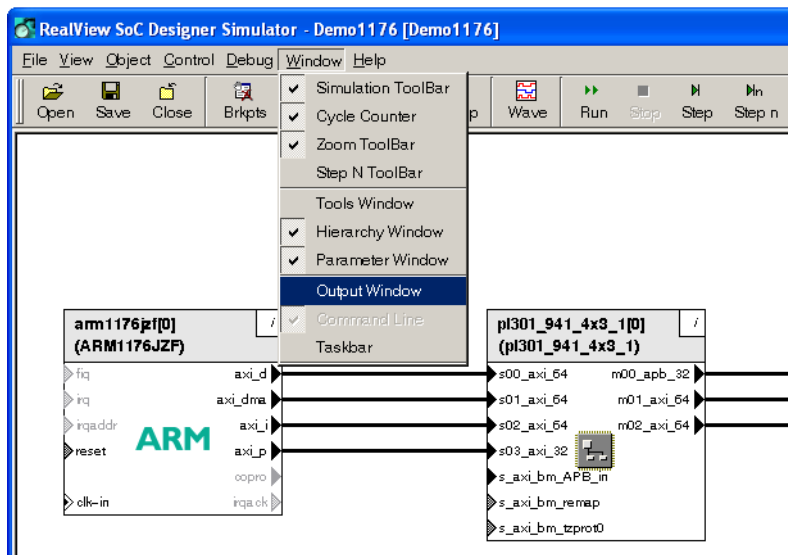 RealView SoC Designer Simulator - Demo1176 [Demo1176]
File View Object Control Debug Window Help
Open Save Close Brkpts p Wave Run Stop Step Step n
Simulation ToolBar
Cycle Counter
Zoom ToolBar
Step N ToolBar
Tools Window
Hierarchy Window
Parameter Window
Output Window
Command Line
Taskbar
arm1176jzf[0] i
(ARM1176JZF)
fiq axi_d
irq axi_dma
irqaddr axi_i
reset axi_p
copro
clk-in irqack
ARM
pl301_941_4x3_1[0] i
(pl301_941_4x3_1)
s00_axi_64 m00_apb_32
s01_axi_64 m01_axi_64
s02_axi_64 m02_axi_64
s03_axi_32
s_axi_bm_APB_in
s_axi_bm_remap
s_axi_bm_tzprot0